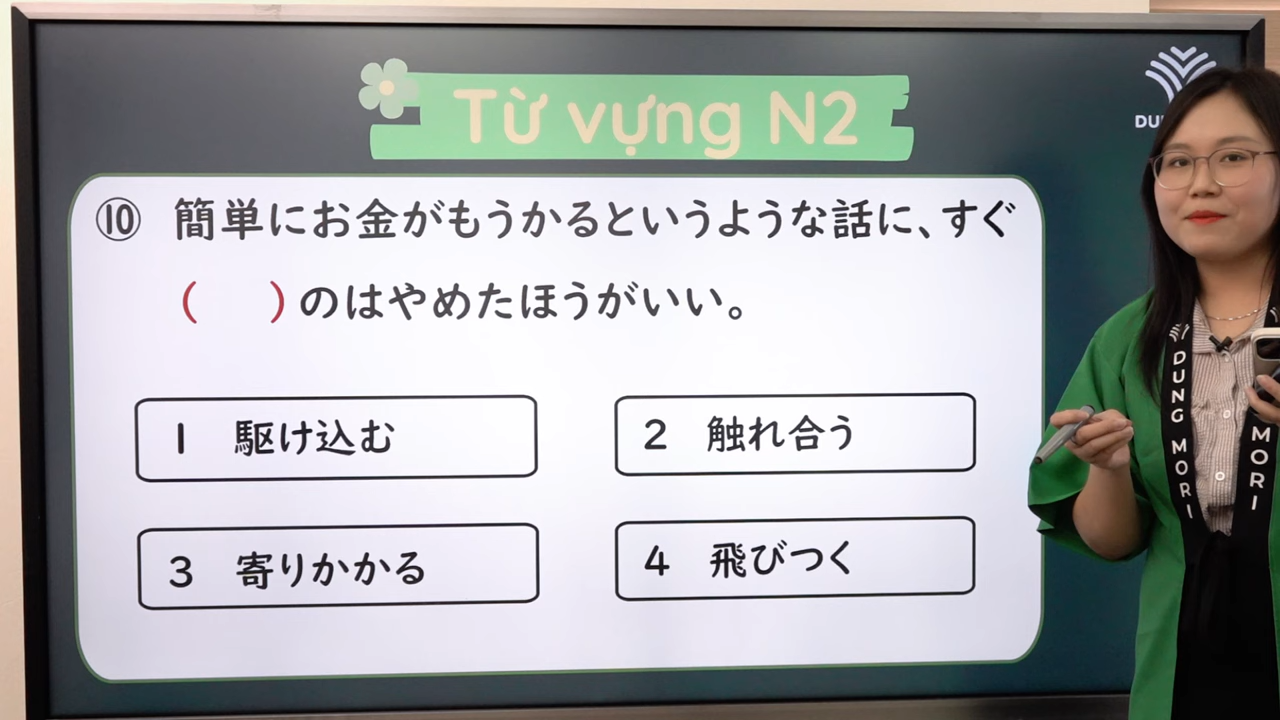 Từ vựng N2
DU
⑩ 簡単にお金がもうかるというような話に、すぐ
( )のはやめたほうがいい。
1 駆け込む
2 触れ合う
3 寄りかかる
4 飛びつく
DUNG MORI
MORI